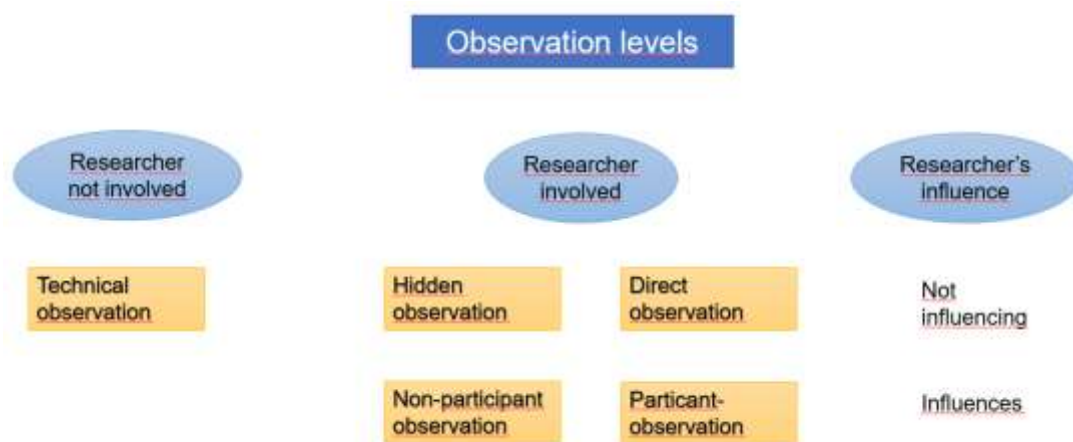 Observation levels
Researcher
not involved
Researcher
involved
Researcher's
influence
Technical
observation
Hidden
observation
Direct
observation
Not
influencing
Non-participant
observation
Particant-
observation
Influences